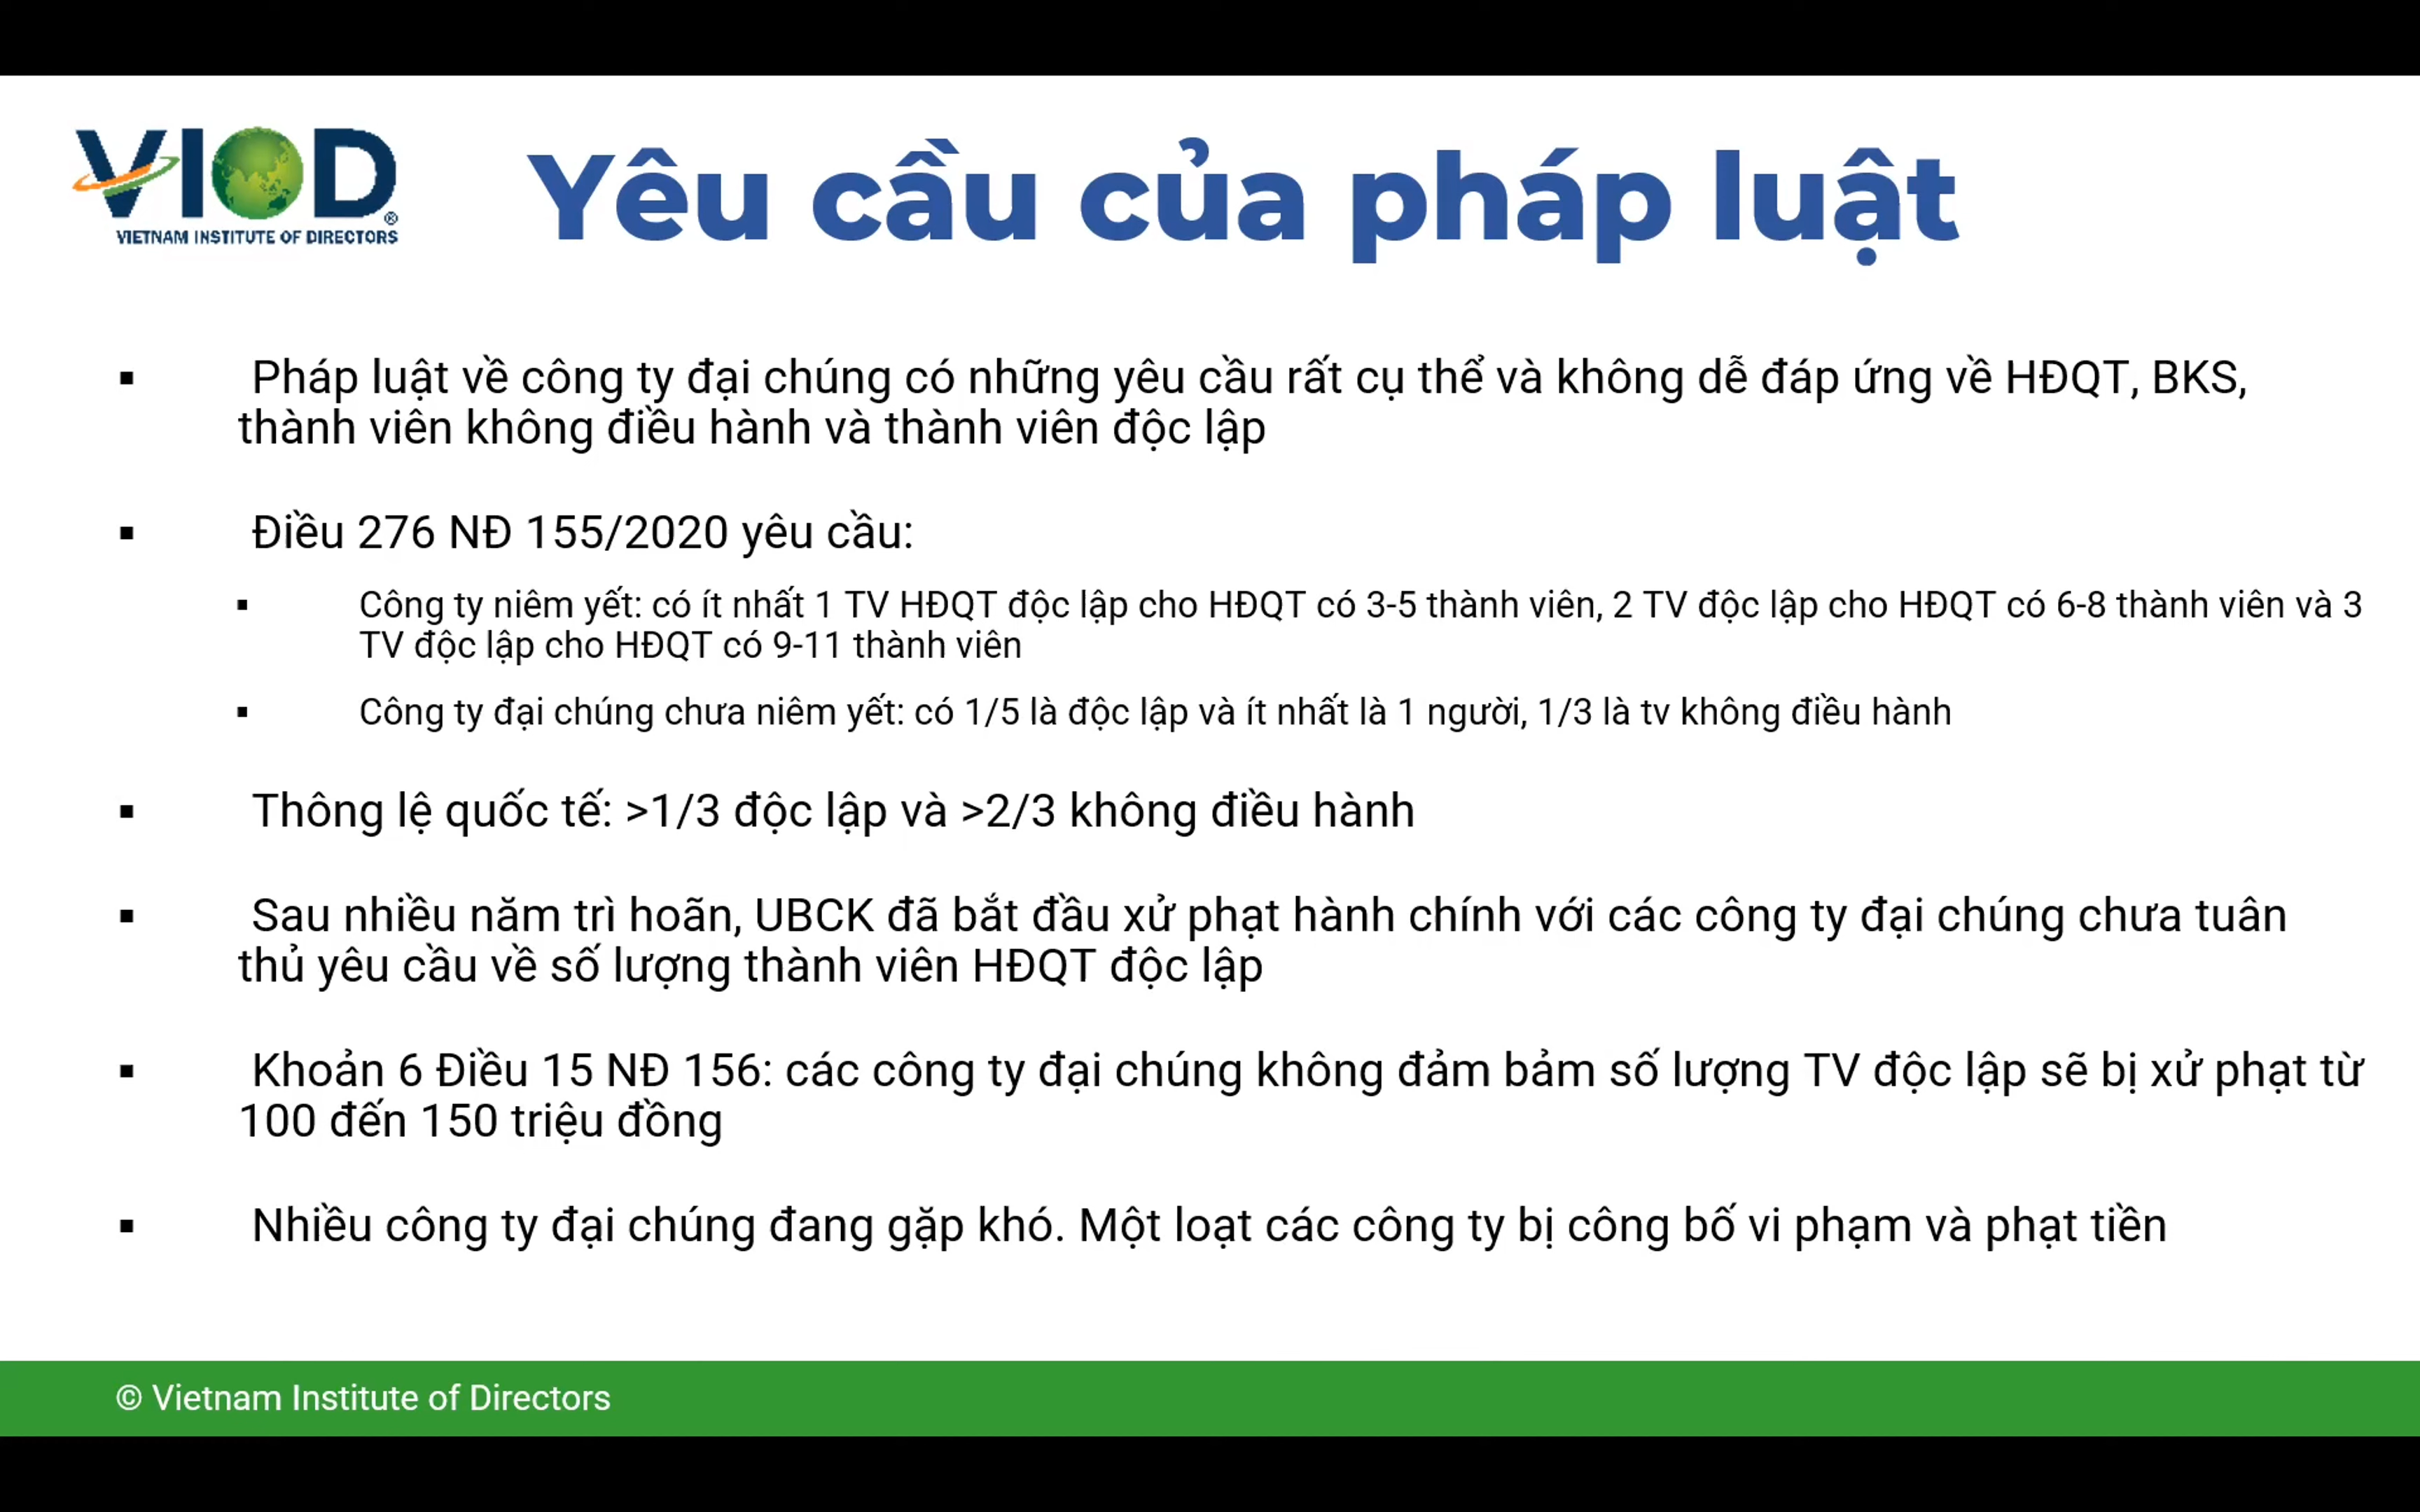 VIOD®
VIETNAM INSTITUTE OF DIRECTORS
Yêu cầu của pháp luật
▪ Pháp luật về công ty đại chúng có những yêu cầu rất cụ thể và không dễ đáp ứng về HĐQT, BKS,
thành viên không điều hành và thành viên độc lập
▪ Điều 276 NĐ 155/2020 yêu cầu:
▪ Công ty niêm yết: có ít nhất 1 TV HĐQT độc lập cho HĐQT có 3-5 thành viên, 2 TV độc lập cho HĐQT có 6-8 thành viên và 3
TV độc lập cho HĐQT có 9-11 thành viên
▪ Công ty đại chúng chưa niêm yết: có 1/5 là độc lập và ít nhất là 1 người, 1/3 là tv không điều hành
▪ Thông lệ quốc tế: >1/3 độc lập và >2/3 không điều hành
▪ Sau nhiều năm trì hoãn, UBCK đã bắt đầu xử phạt hành chính với các công ty đại chúng chưa tuân
thủ yêu cầu về số lượng thành viên HĐQT độc lập
▪ Khoản 6 Điều 15 NĐ 156: các công ty đại chúng không đảm bảm số lượng TV độc lập sẽ bị xử phạt từ
100 đến 150 triệu đồng
▪ Nhiều công ty đại chúng đang gặp khó. Một loạt các công ty bị công bố vi phạm và phạt tiền
© Vietnam Institute of Directors